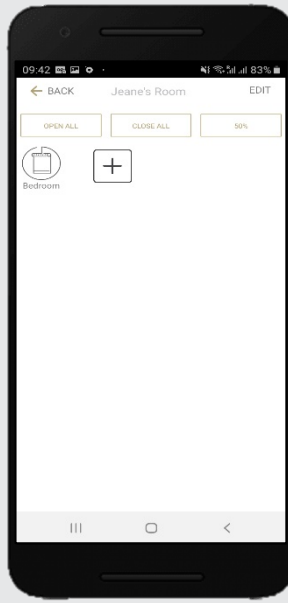 09:42 83%
← BACK Jeane's Room EDIT
OPEN ALL CLOSE ALL 50%
Bedroom